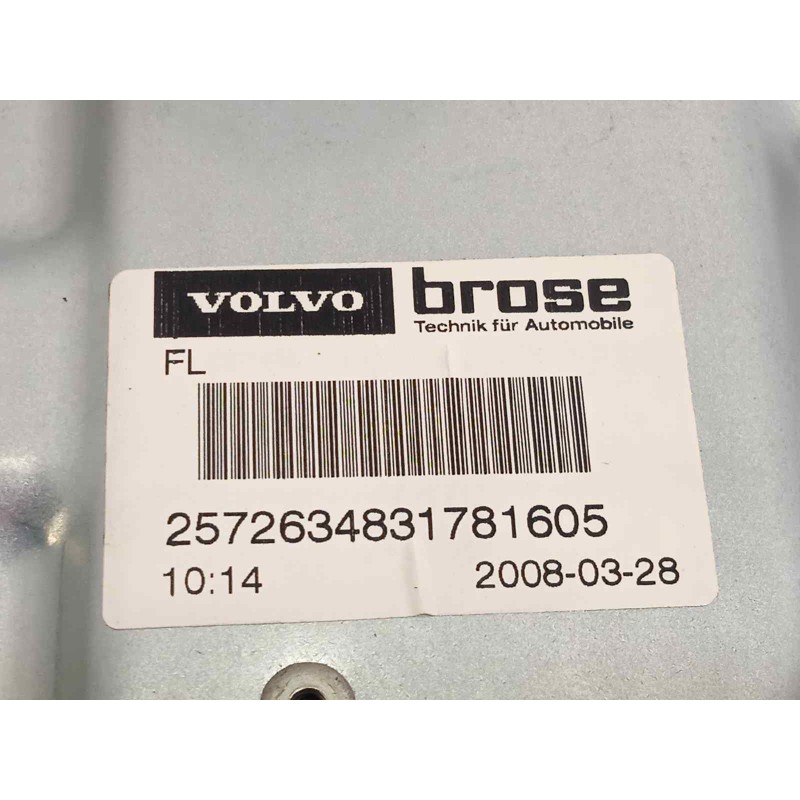 VOLVO
brose
Technik für Automobile
FL
2572634831781605
10:14 2008-03-28